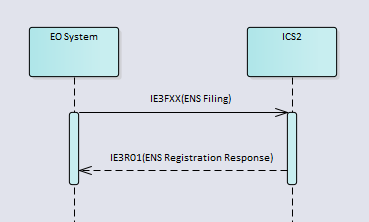 EO System
ICS2
IE3FXX(ENS Filing)
IE3R01(ENS Registration Response)